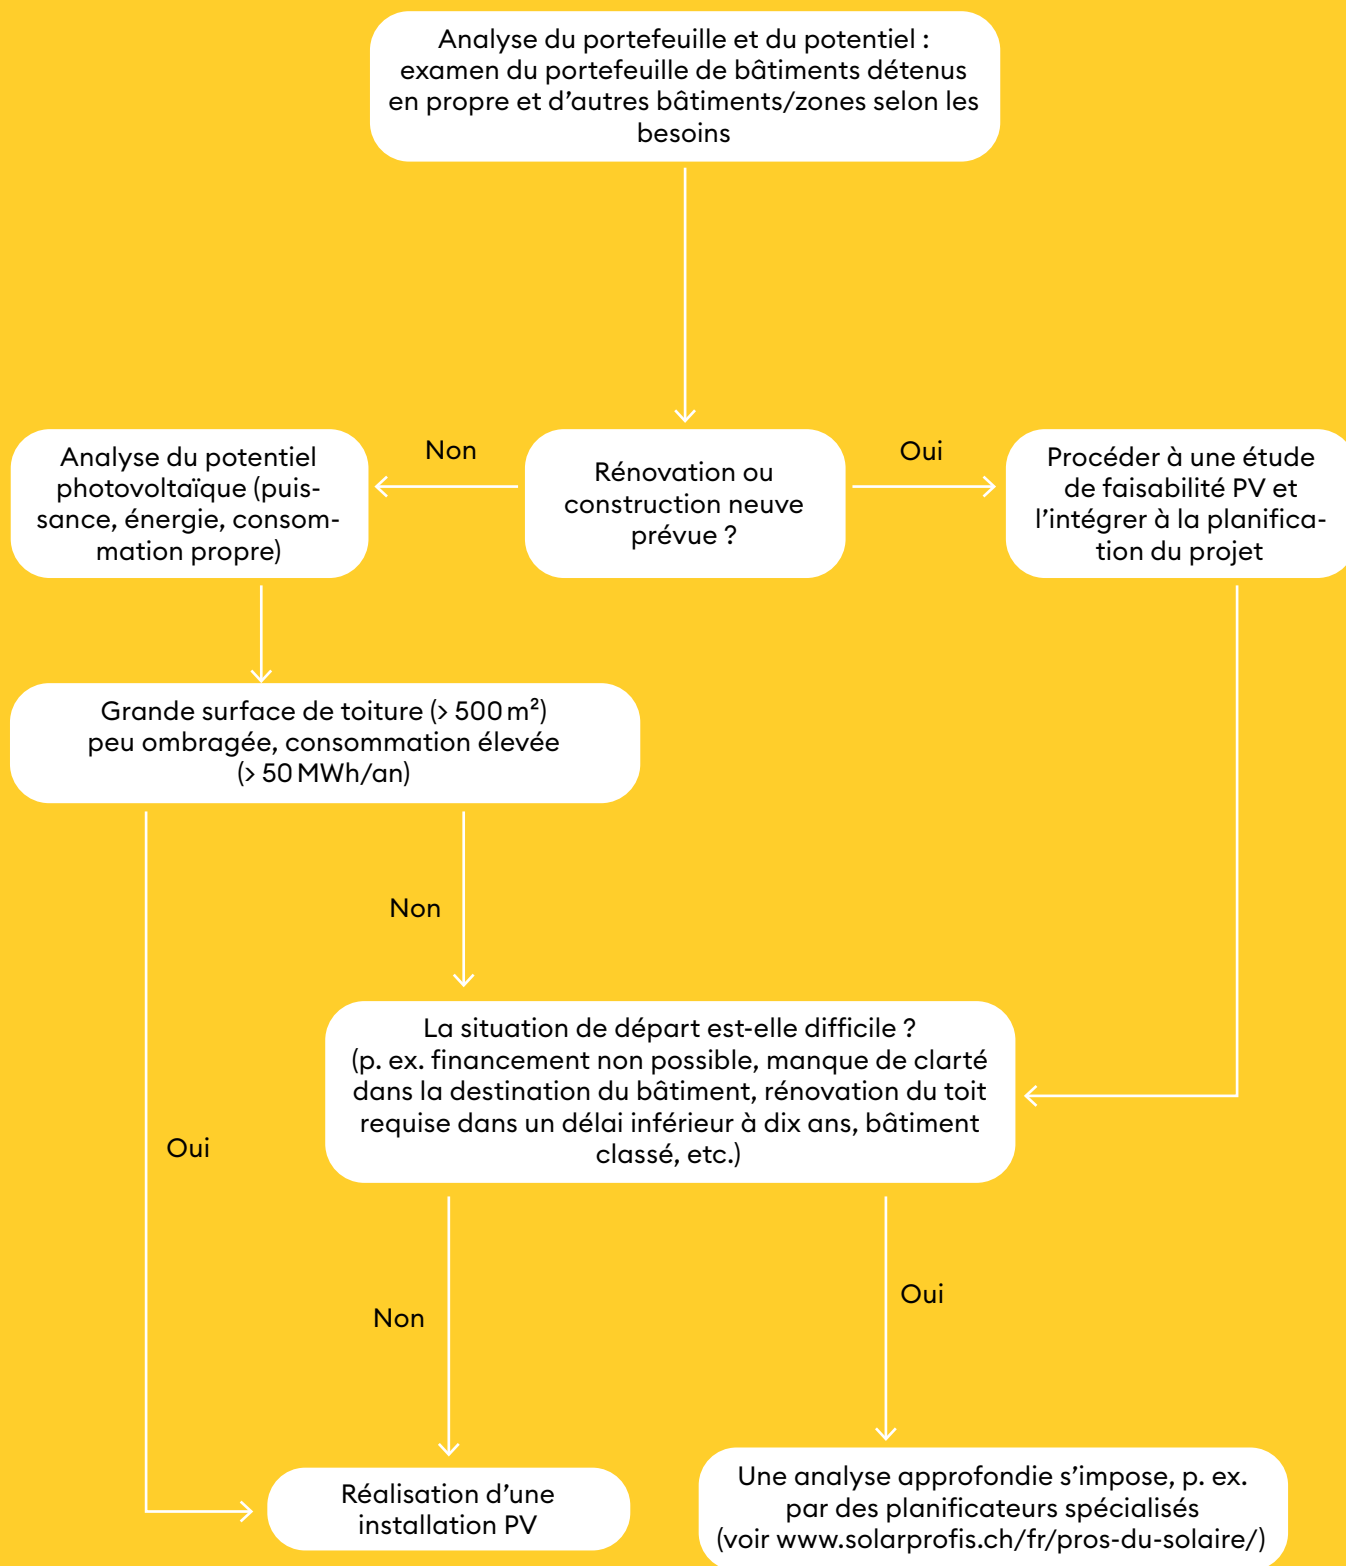 Analyse du portefeuille et du potentiel :
examen du portefeuille de bâtiments détenus
en propre et d’autres bâtiments/zones selon les
besoins
Non
Oui
Analyse du potentiel
photovoltaïque (puis-
sance, énergie, consom-
mation propre)
Rénovation ou
construction neuve
prévue ?
Procéder à une étude
de faisabilité PV et
l’intégrer à la planifica-
tion du projet
Grande surface de toiture (> 500 m²)
peu ombragée, consommation élevée
(> 50 MWh/an)
Non
La situation de départ est-elle difficile ?
(p. ex. financement non possible, manque de clarté
dans la destination du bâtiment, rénovation du toit
requise dans un délai inférieur à dix ans, bâtiment
classé, etc.)
Oui
Non
Oui
Réalisation d’une
installation PV
Une analyse approfondie s’impose, p. ex.
par des planificateurs spécialisés
(voir www.solarprofis.ch/fr/pros-du-solaire/)